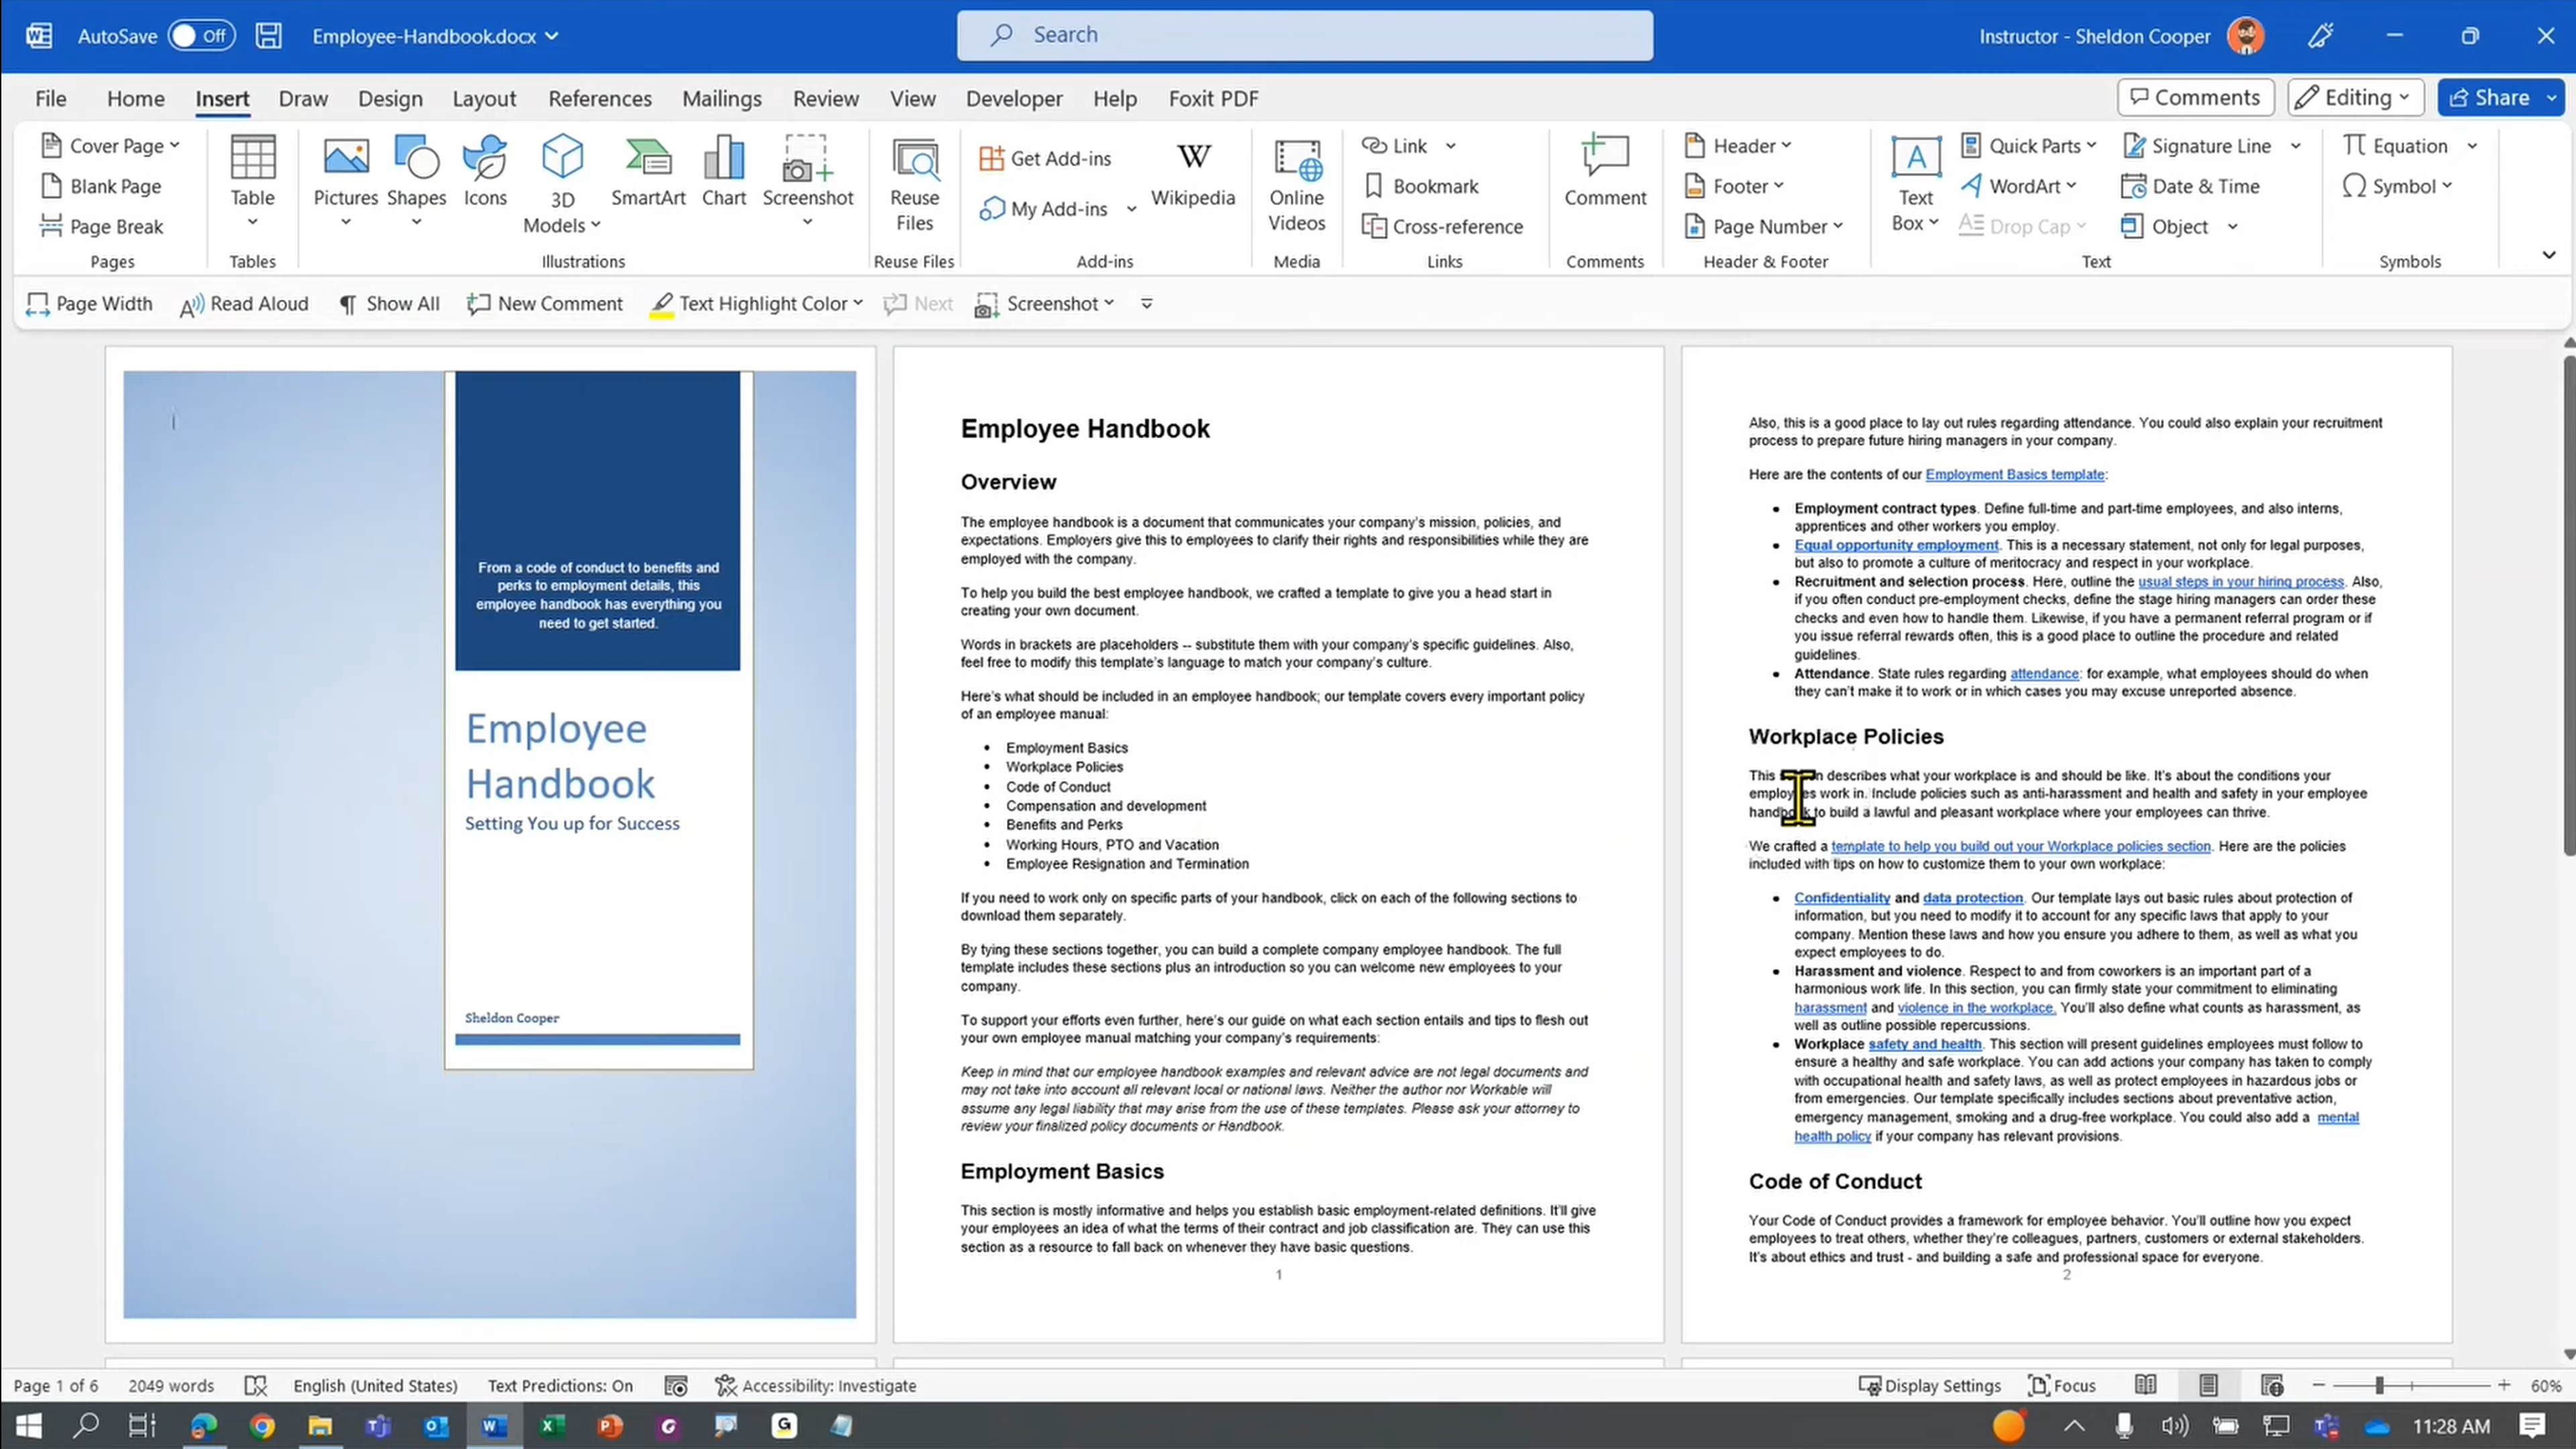 AutoSave Off Employee-Handbook.docx Search Instructor - Sheldon Cooper
File Home Insert Draw Design Layout References Mailings Review View Developer Help Foxit PDF Comments Editing Share
Cover Page
Blank Page
Page Break
Pages
Table
Tables
Pictures
Shapes
Icons
3D
Models
SmartArt
Chart
Screenshot
Illustrations
Reuse
Files
Reuse Files
Get Add-ins
My Add-ins
W
Wikipedia
Add-ins
Online
Videos
Media
Link
Bookmark
Cross-reference
Links
Comment
Comments
Header
Footer
Page Number
Header & Footer
A
Text
Box
Quick Parts
WordArt
Drop Cap
Signature Line
Date & Time
Object
Text
Equation
Symbol
Symbols
Page Width Read Aloud Show All New Comment Text Highlight Color Next Screenshot
From a code of conduct to benefits and
perks to employment details, this
employee handbook has everything you
need to get started.
Employee
Handbook
Setting You up for Success
Sheldon Cooper
Employee Handbook
Overview
The employee handbook is a document that communicates your company's mission, policies, and
expectations. Employers give this to employees to clarify their rights and responsibilities while they are
employed with the company.
To help you build the best employee handbook, we crafted a template to give you a head start in
creating your own document.
Words in brackets are placeholders -- substitute them with your company's specific guidelines. Also,
feel free to modify this template's language to match your company's culture.
Here's what should be included in an employee handbook; our template covers every important policy
of an employee manual:
• Employment Basics
• Workplace Policies
• Code of Conduct
• Compensation and development
• Benefits and Perks
• Working Hours, PTO and Vacation
• Employee Resignation and Termination
If you need to work only on specific parts of your handbook, click on each of the following sections to
download them separately.
By tying these sections together, you can build a complete company employee handbook. The full
template includes these sections plus an introduction so you can welcome new employees to your
company.
To support your efforts even further, here's our guide on what each section entails and tips to flesh out
your own employee manual matching your company's requirements:
Keep in mind that our employee handbook examples and relevant advice are not legal documents and
may not take into account all relevant local or national laws. Neither the author nor Workable will
assume any legal liability that may arise from the use of these templates. Please ask your attorney to
review your finalized policy documents or Handbook.
Employment Basics
This section is mostly informative and helps you establish basic employment-related definitions. It'll give
your employees an idea of what the terms of their contract and job classification are. They can use this
section as a resource to fall back on whenever they have basic questions.
1
Also, this is a good place to lay out rules regarding attendance. You could also explain your recruitment
process to prepare future hiring managers in your company.
Here are the contents of our Employment Basics template:
• Employment contract types. Define full-time and part-time employees, and also interns,
apprentices and other workers you employ.
• Equal opportunity employment. This is a necessary statement, not only for legal purposes,
but also to promote a culture of meritocracy and respect in your workplace.
• Recruitment and selection process. Here, outline the usual steps in your hiring process. Also,
if you often conduct pre-employment checks, define the stage hiring managers can order these
checks and even how to handle them. Likewise, if you have a permanent referral program or if
you issue referral rewards often, this is a good place to outline the procedure and related
guidelines.
• Attendance. State rules regarding attendance: for example, what employees should do when
they can't make it to work or in which cases you may excuse unreported absence.
Workplace Policies
This describes what your workplace is and should be like. It's about the conditions your
employees work in. Include policies such as anti-harassment and health and safety in your employee
handbook to build a lawful and pleasant workplace where your employees can thrive.
We crafted a template to help you build out your Workplace policies section. Here are the policies
included with tips on how to customize them to your own workplace:
• Confidentiality and data protection. Our template lays out basic rules about protection of
information, but you need to modify it to account for any specific laws that apply to your
company. Mention these laws and how you ensure you adhere to them, as well as what you
expect employees to do.
• Harassment and violence. Respect to and from coworkers is an important part of a
harmonious work life. In this section, you can firmly state your commitment to eliminating
harassment and violence in the workplace. You'll also define what counts as harassment, as
well as outline possible repercussions.
• Workplace safety and health. This section will present guidelines employees must follow to
ensure a healthy and safe workplace. You can add actions your company has taken to comply
with occupational health and safety laws, as well as protect employees in hazardous jobs or
from emergencies. Our template specifically includes sections about preventative action,
emergency management, smoking and a drug-free workplace. You could also add a mental
health policy if your company has relevant provisions.
Code of Conduct
Your Code of Conduct provides a framework for employee behavior. You'll outline how you expect
employees to treat others, whether they're colleagues, partners, customers or external stakeholders.
It's about ethics and trust - and building a safe and professional space for everyone.
2
Page 1 of 6 2049 words English (United States) Text Predictions: On Accessibility: Investigate Display Settings Focus 60%
11:28 AM